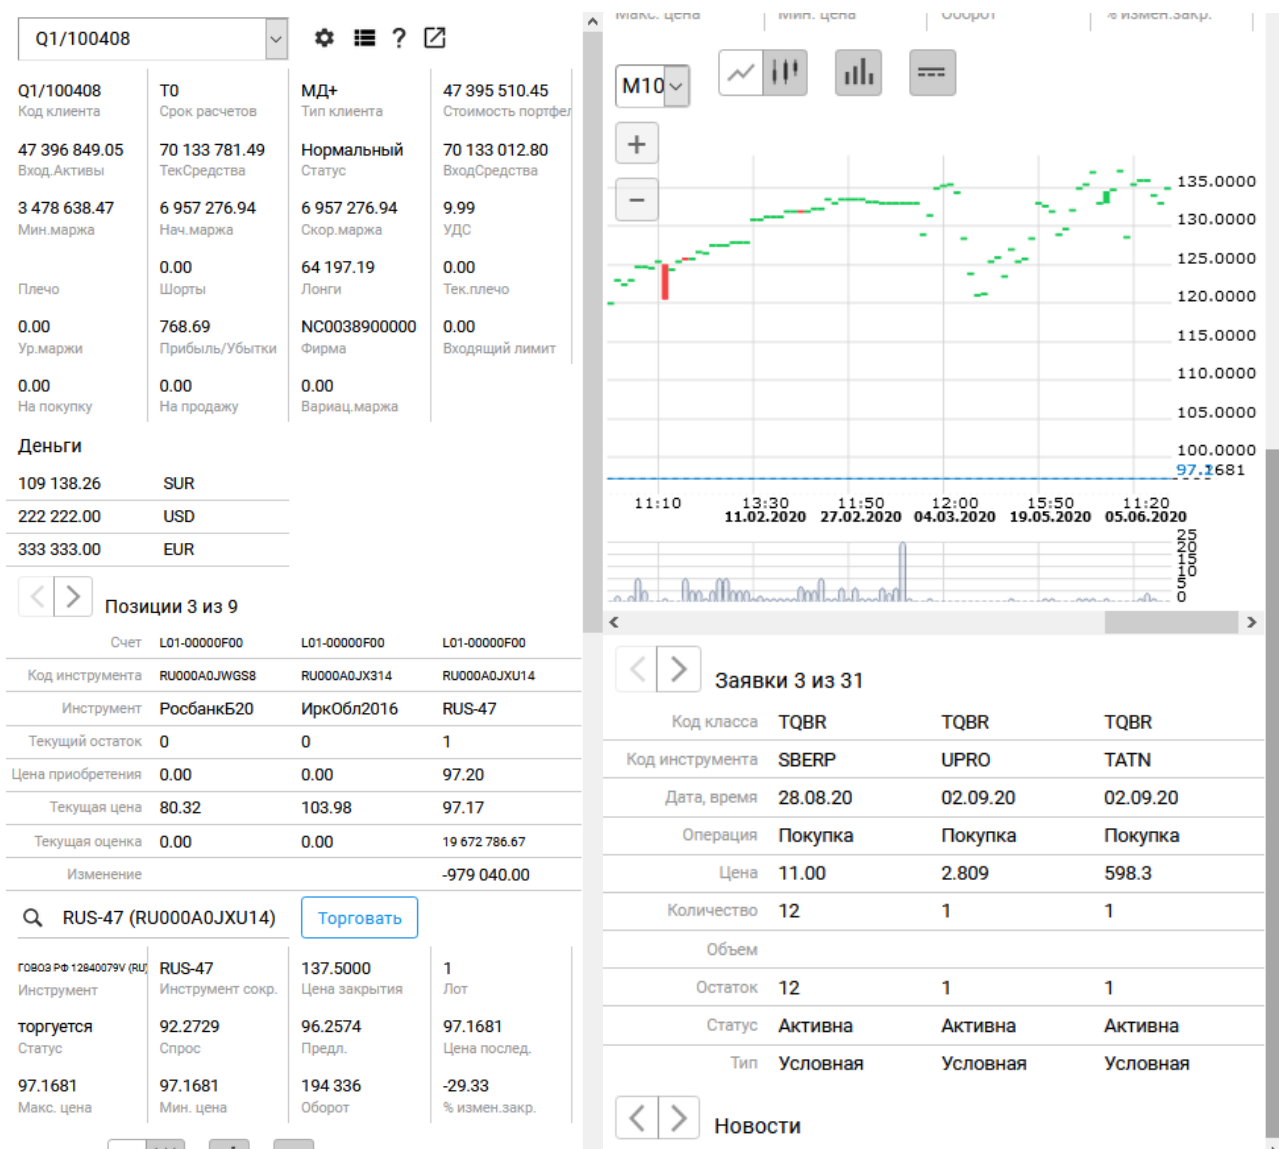 Q1/100408
?
Q1/100408 T0 МД+ 47 395 510.45
Код клиента Срок расчетов Тип клиента Стоимость портфел
47 396 849.05 70 133 781.49 Нормальный 70 133 012.80
Вход.Активы ТекСредства Статус ВходСредства
3 478 638.47 6 957 276.94 6 957 276.94 9.99
Мин.маржа Нач.маржа Скор.маржа УДС
0.00 64 197.19 0.00
Плечо Шорты Лонги Тек.плечо
0.00 768.69 NC0038900000 0.00
Ур.маржи Прибыль/Убытки Фирма Входящий лимит
0.00 0.00 0.00
На покупку На продажу Вариац.маржа
Деньги
109 138.26 SUR
222 222.00 USD
333 333.00 EUR
Позиции 3 из 9
Счет L01-00000F00 L01-00000F00 L01-00000F00
Код инструмента RU000A0JWGS8 RU000A0JX314 RU000A0JXU14
Инструмент РосбанкБ20 ИркОбл2016 RUS-47
Текущий остаток 0 0 1
Цена приобретения 0.00 0.00 97.20
Текущая цена 80.32 103.98 97.17
Текущая оценка 0.00 0.00 19 672 786.67
Изменение -979 040.00
RUS-47 (RU000A0JXU14) Торговать
ГОВОЗ РФ 12840079V (RU) RUS-47 137.5000 1
Инструмент Инструмент сокр. Цена закрытия Лот
торгуется 92.2729 96.2574 97.1681
Статус Спрос Предл. Цена послед.
97.1681 97.1681 194 336 -29.33
Макс. цена Мин. цена Оборот % измен.закр.
Макс. цена Мин. цена Оборот % измен.закр.
M10
+
−
135.0000
130.0000
125.0000
120.0000
115.0000
110.0000
105.0000
100.0000
97.1681
11:10 13:30 11:50 12:00 15:50 11:20
11.02.2020 27.02.2020 04.03.2020 19.05.2020 05.06.2020
25
20
15
10
5
0
Заявки 3 из 31
Код класса TQBR TQBR TQBR
Код инструмента SBERP UPRO TATN
Дата, время 28.08.20 02.09.20 02.09.20
Операция Покупка Покупка Покупка
Цена 11.00 2.809 598.3
Количество 12 1 1
Объем
Остаток 12 1 1
Статус Активна Активна Активна
Тип Условная Условная Условная
Новости